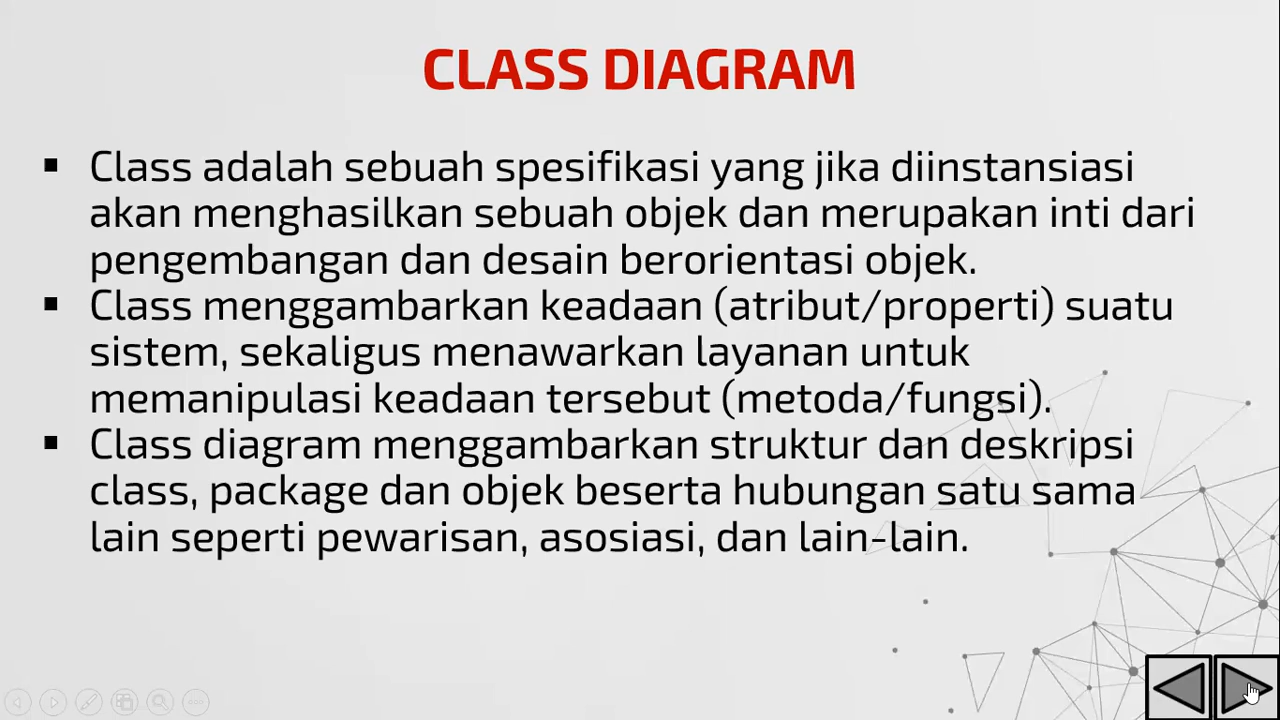 CLASS DIAGRAM
▪ Class adalah sebuah spesifikasi yang jika diinstansiasi
akan menghasilkan sebuah objek dan merupakan inti dari
pengembangan dan desain berorientasi objek.
▪ Class menggambarkan keadaan (atribut/properti) suatu
sistem, sekaligus menawarkan layanan untuk
memanipulasi keadaan tersebut (metoda/fungsi).
▪ Class diagram menggambarkan struktur dan deskripsi
class, package dan objek beserta hubungan satu sama
lain seperti pewarisan, asosiasi, dan lain-lain.